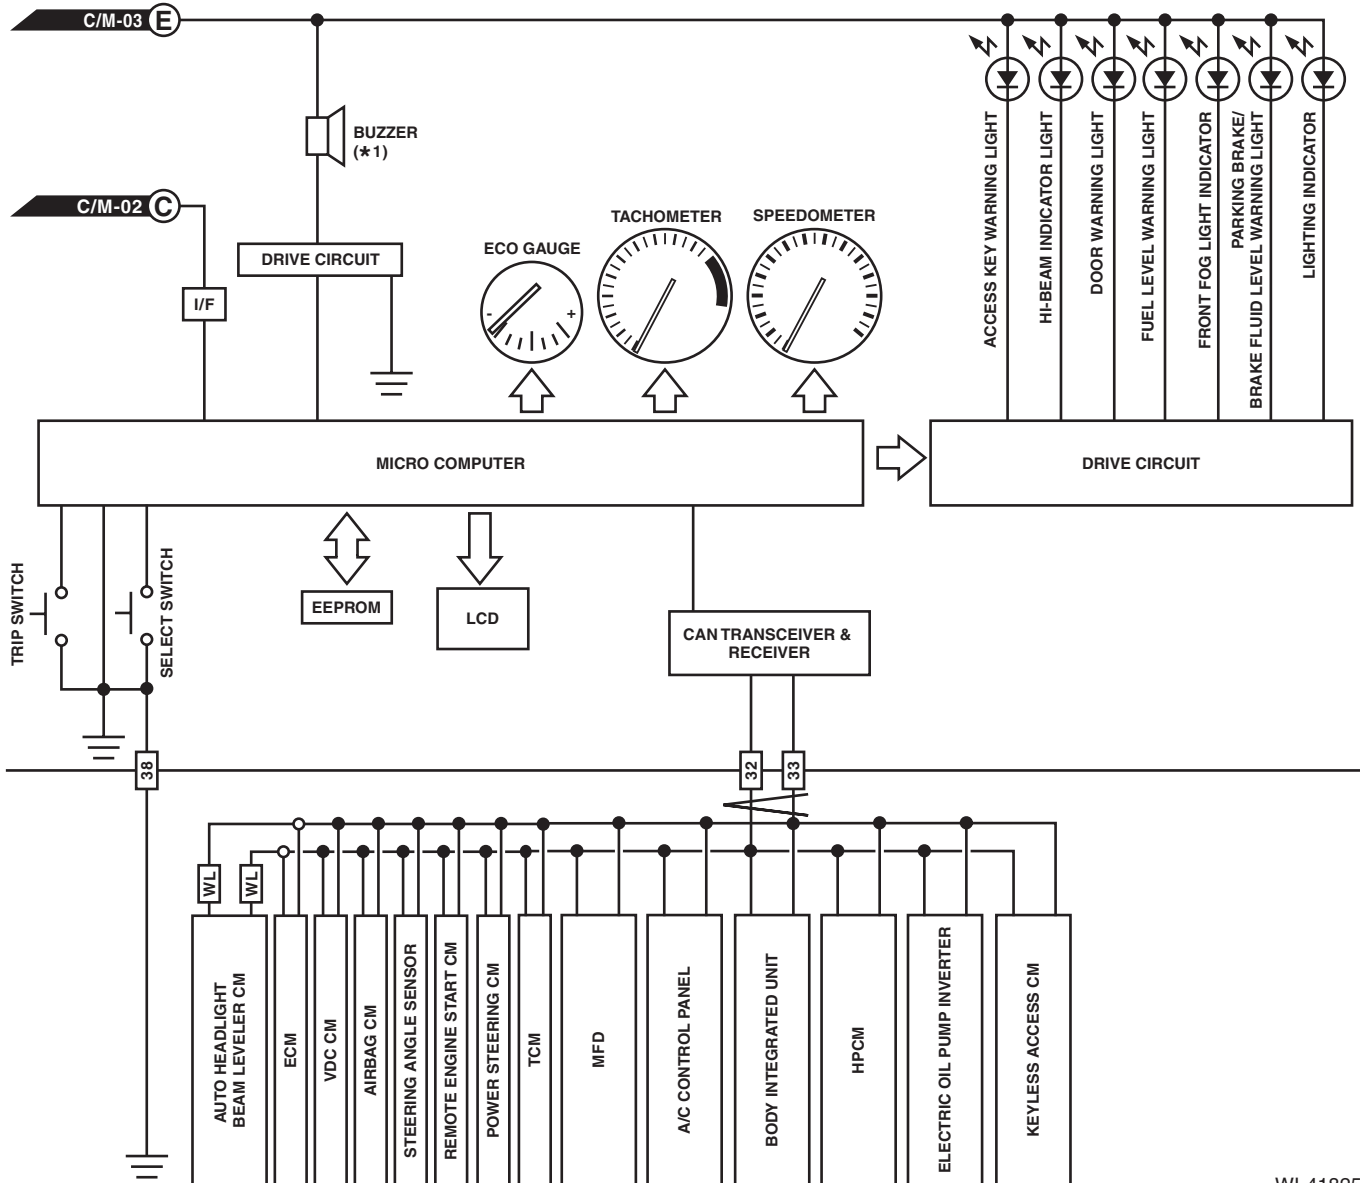 C/M-03 E
BUZZER
(*1)
C/M-02 C
DRIVE CIRCUIT
I/F
ECO GAUGE
- +
TACHOMETER
SPEEDOMETER
ACCESS KEY WARNING LIGHT
HI-BEAM INDICATOR LIGHT
DOOR WARNING LIGHT
FUEL LEVEL WARNING LIGHT
FRONT FOG LIGHT INDICATOR
PARKING BRAKE/
BRAKE FLUID LEVEL WARNING LIGHT
LIGHTING INDICATOR
MICRO COMPUTER
DRIVE CIRCUIT
TRIP SWITCH
SELECT SWITCH
EEPROM
LCD
CAN TRANSCEIVER &
RECEIVER
38
32
33
WL
WL
AUTO HEADLIGHT
BEAM LEVELER CM
ECM
VDC CM
AIRBAG CM
STEERING ANGLE SENSOR
REMOTE ENGINE START CM
POWER STEERING CM
TCM
MFD
A/C CONTROL PANEL
BODY INTEGRATED UNIT
HPCM
ELECTRIC OIL PUMP INVERTER
KEYLESS ACCESS CM